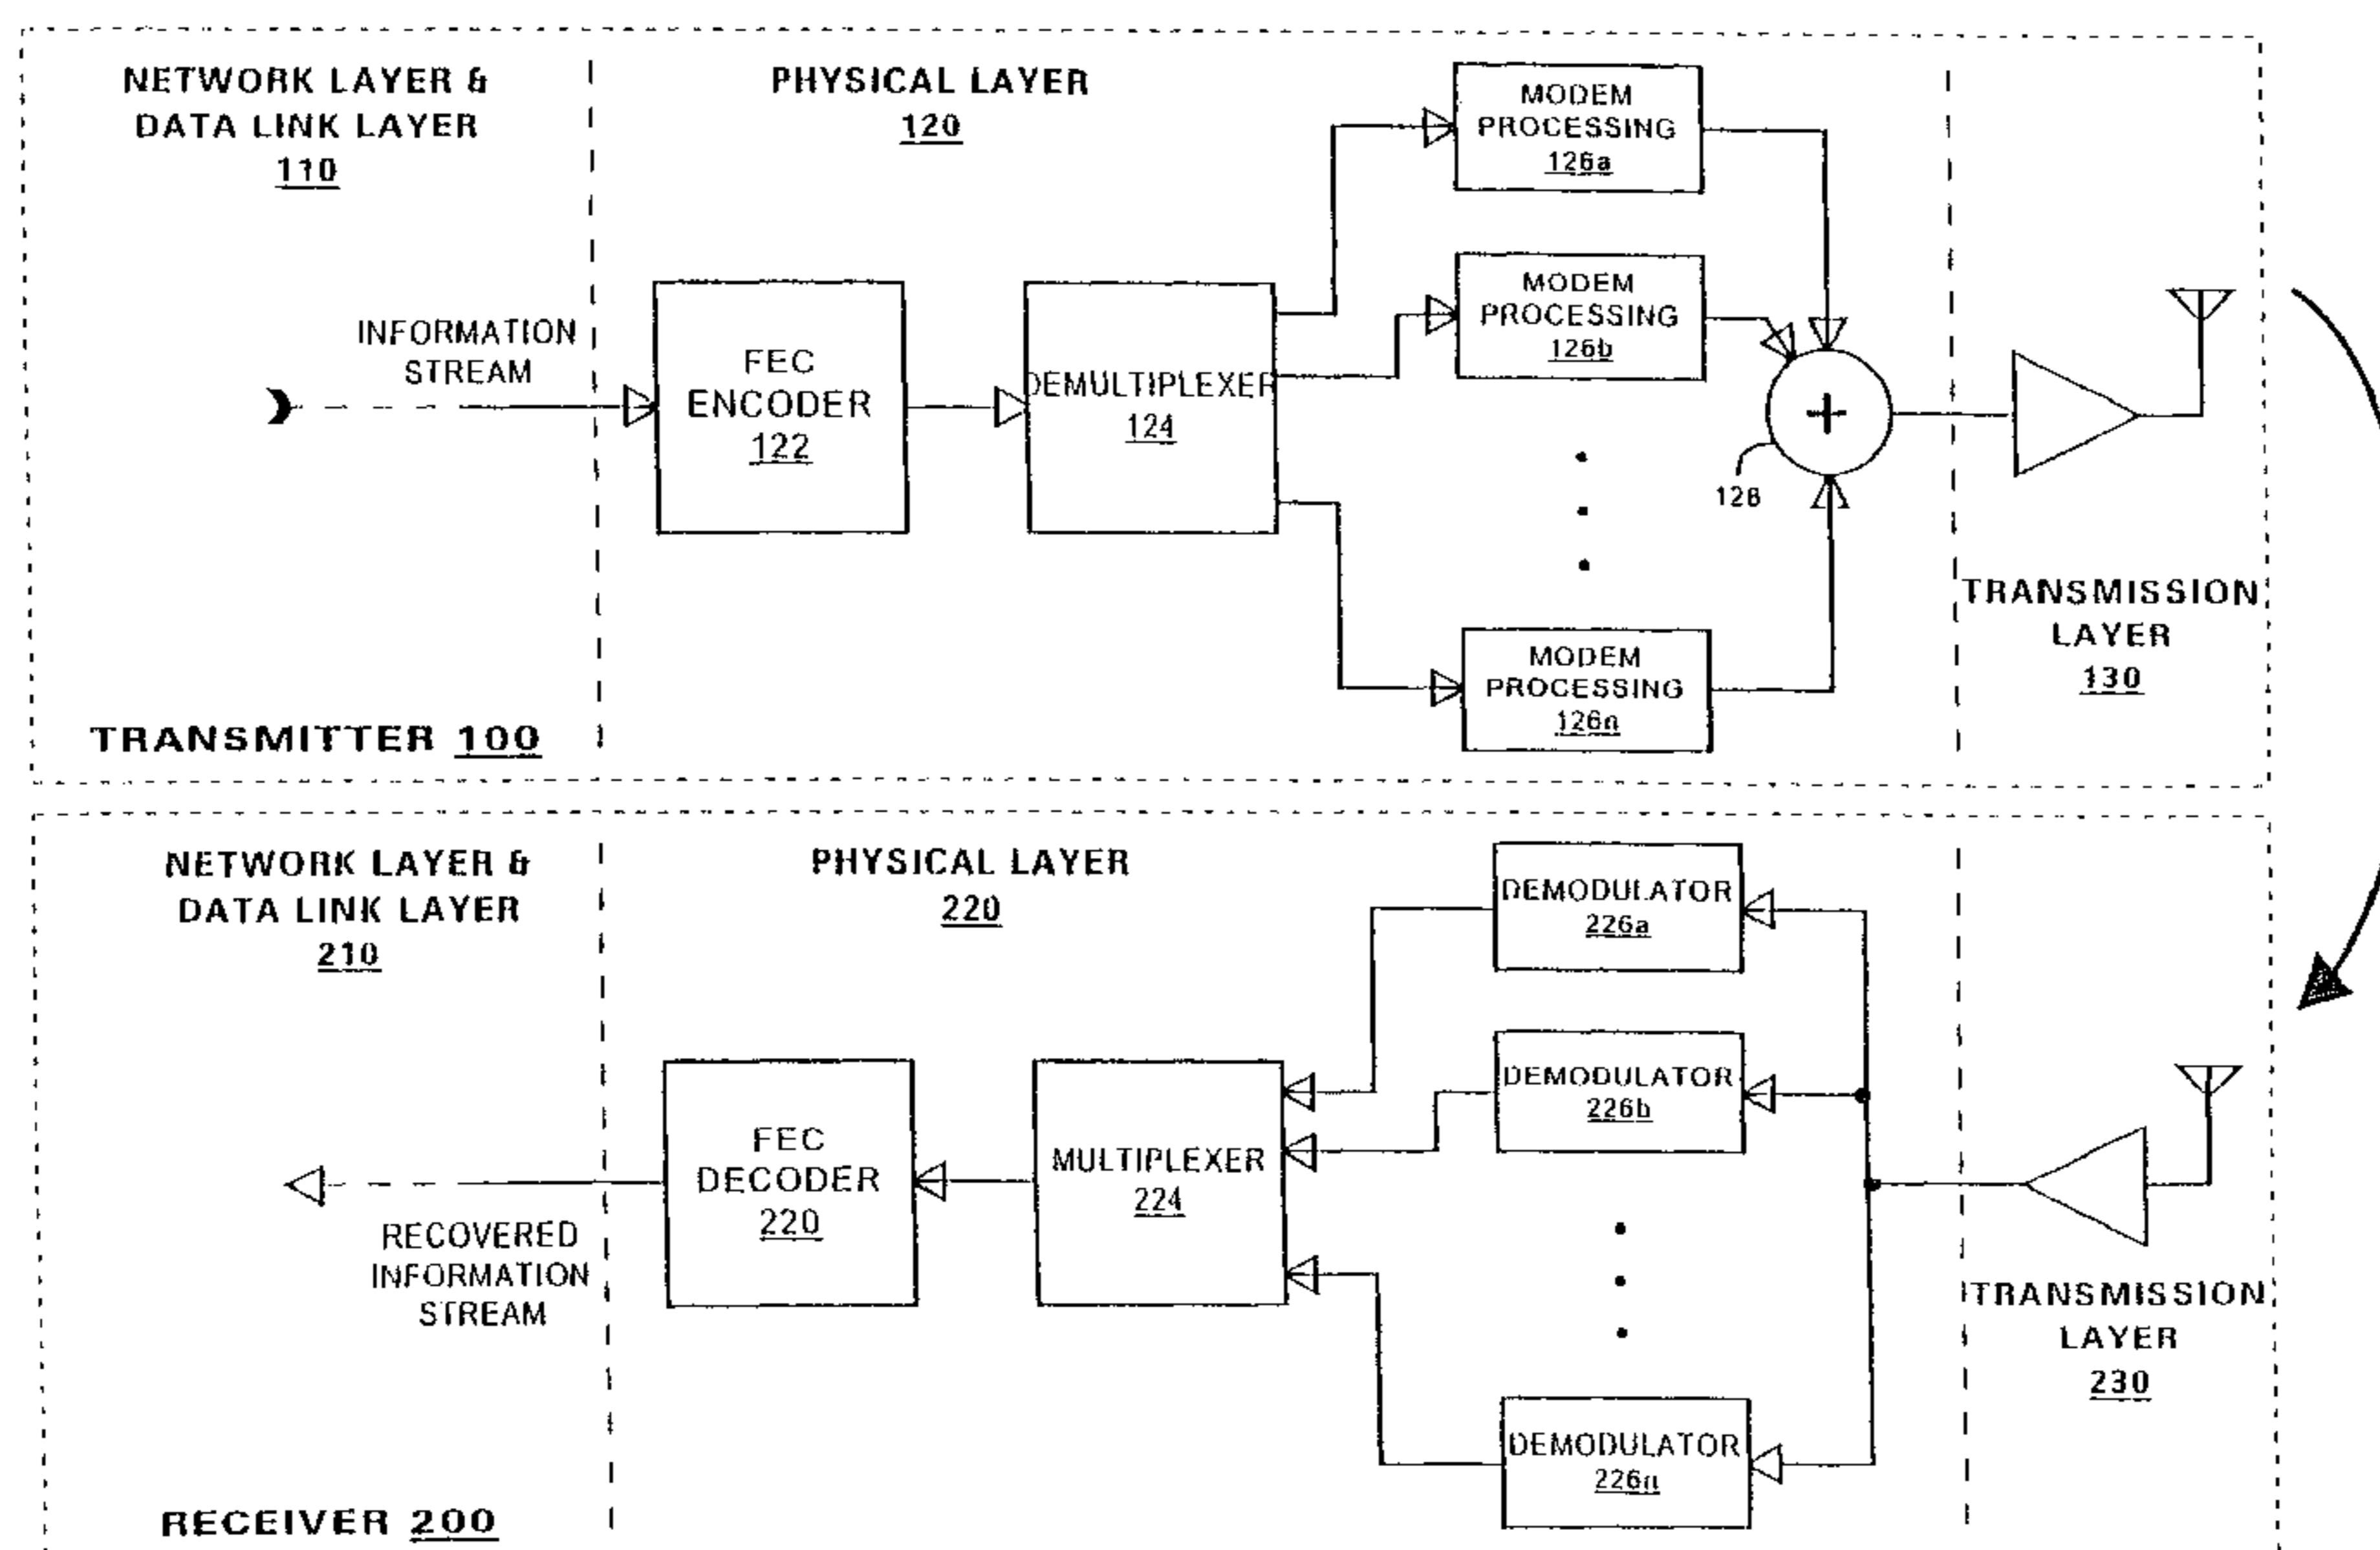 NETWORK LAYER &
DATA LINK LAYER
110
PHYSICAL LAYER
120
MODEM
PROCESSING
126a
MODEM
PROCESSING
126b
INFORMATION
STREAM
FEC
ENCODER
122
DEMULTIPLEXER
124
+
128
MODEM
PROCESSING
126n
TRANSMISSION
LAYER
130
TRANSMITTER 100
NETWORK LAYER &
DATA LINK LAYER
210
PHYSICAL LAYER
220
DEMODULATOR
226a
DEMODULATOR
226b
FEC
DECODER
220
MULTIPLEXER
224
RECOVERED
INFORMATION
STREAM
DEMODULATOR
226n
TRANSMISSION
LAYER
230
RECEIVER 200